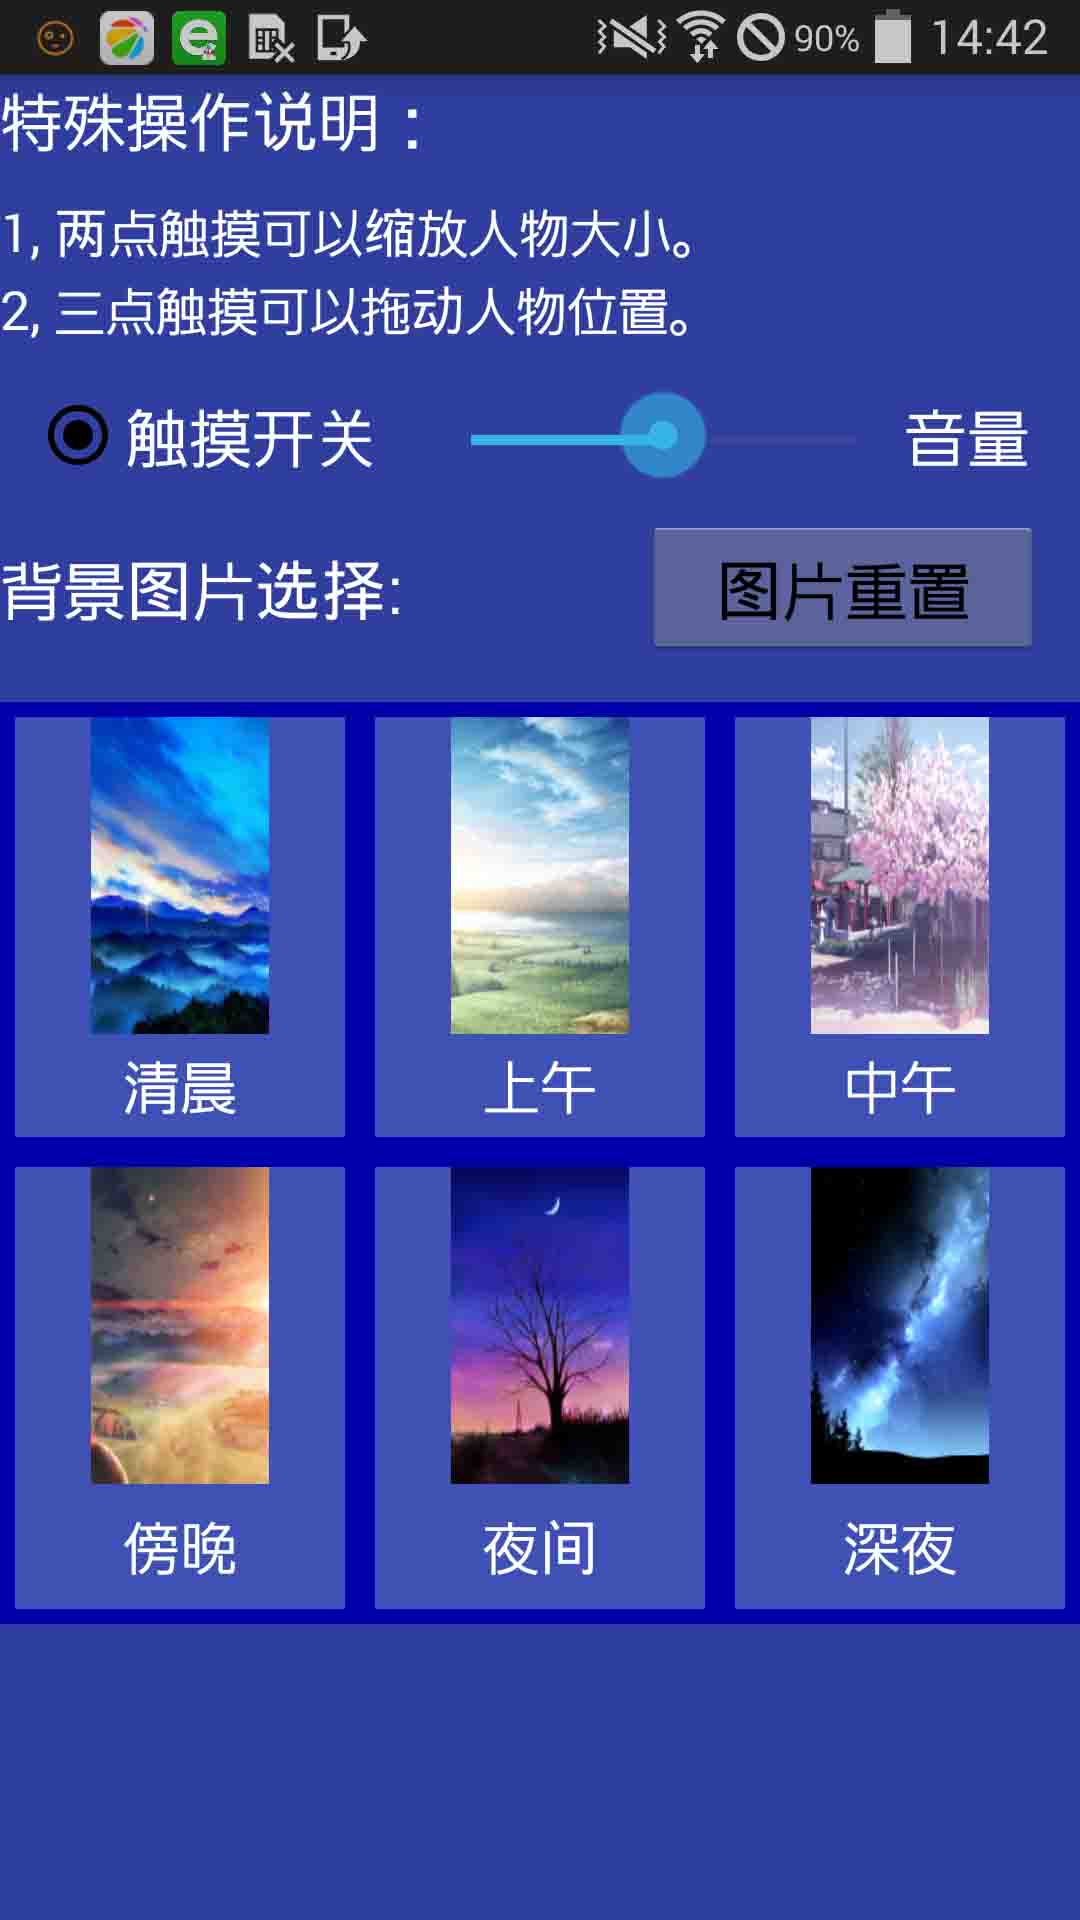 90% 14:42
特殊操作说明：
1, 两点触摸可以缩放人物大小。
2, 三点触摸可以拖动人物位置。
触摸开关 音量
背景图片选择: 图片重置
清晨 上午 中午
傍晚 夜间 深夜